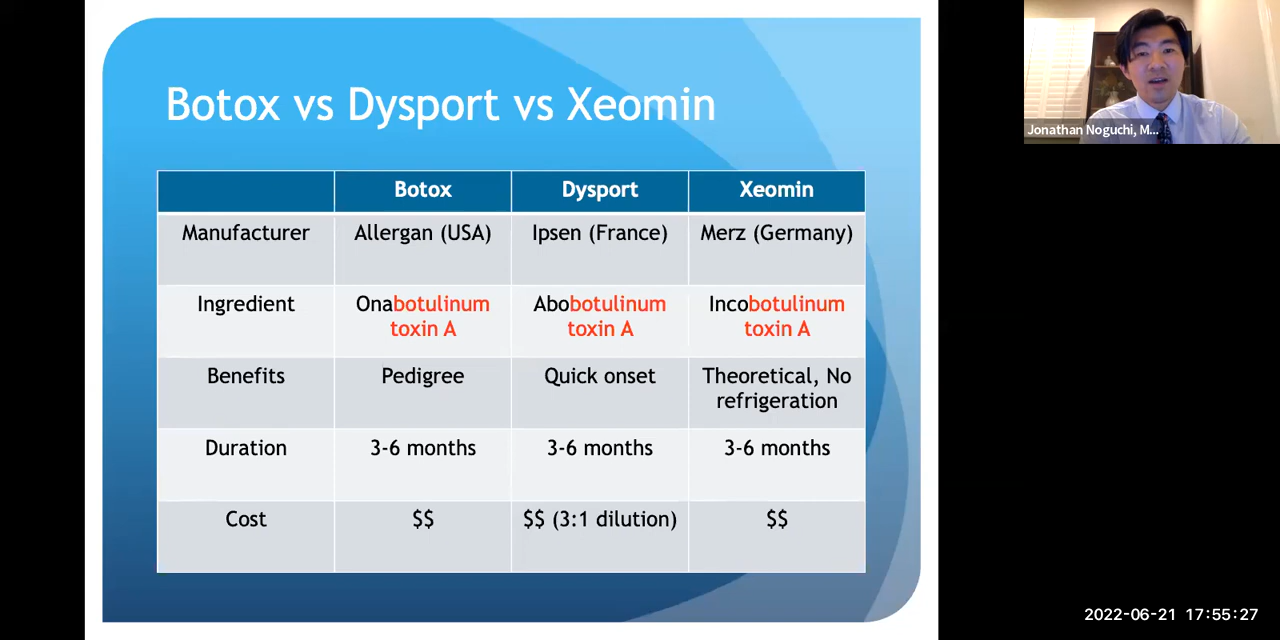 Botox vs Dysport vs Xeomin
Botox Dysport Xeomin
Manufacturer Allergan (USA) Ipsen (France) Merz (Germany)
Ingredient Onabotulinum toxin A Abobotulinum toxin A Incobotulinum toxin A
Benefits Pedigree Quick onset Theoretical, No refrigeration
Duration 3-6 months 3-6 months 3-6 months
Cost $$ $$ (3:1 dilution) $$
Jonathan Noguchi, M...
2022-06-21 17:55:27